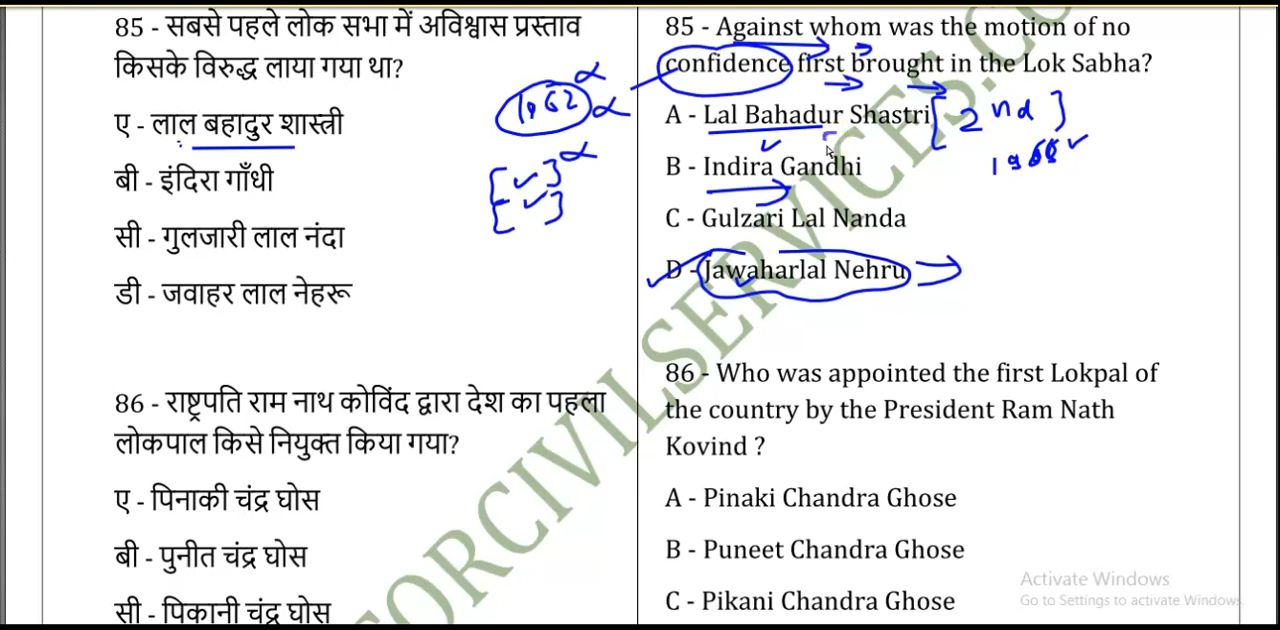 85 - सबसे पहले लोक सभा में अविश्वास प्रस्ताव
किसके विरुद्ध लाया गया था?
ए - लाल बहादुर शास्त्री
बी - इंदिरा गाँधी
सी - गुलजारी लाल नंदा
डी - जवाहर लाल नेहरू
86 - राष्ट्रपति राम नाथ कोविंद द्वारा देश का पहला
लोकपाल किसे नियुक्त किया गया?
ए - पिनाकी चंद्र घोस
बी - पुनीत चंद्र घोस
सी - पिकानी चंद्र घोस
85 - Against whom was the motion of no
confidence first brought in the Lok Sabha?
A - Lal Bahadur Shastri [2nd]
B - Indira Gandhi
C - Gulzari Lal Nanda
D - Jawaharlal Nehru
86 - Who was appointed the first Lokpal of
the country by the President Ram Nath
Kovind ?
A - Pinaki Chandra Ghose
B - Puneet Chandra Ghose
C - Pikani Chandra Ghose
FORCIVILSERVICES.CO
Activate Windows
Go to Settings to activate Windows.